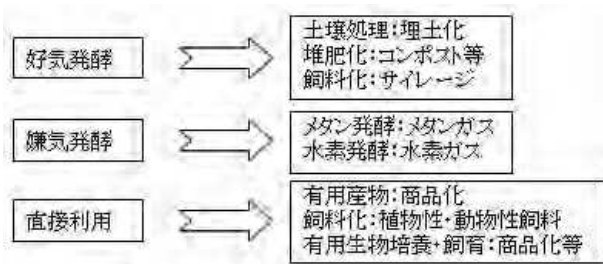 好気発酵
土壌処理:埋土化
堆肥化:コンポスト等
飼料化:サイレージ
嫌気発酵
メタン発酵:メタンガス
水素発酵:水素ガス
直接利用
有用産物:商品化
飼料化:植物性・動物性飼料
有用生物培養・飼育:商品化等